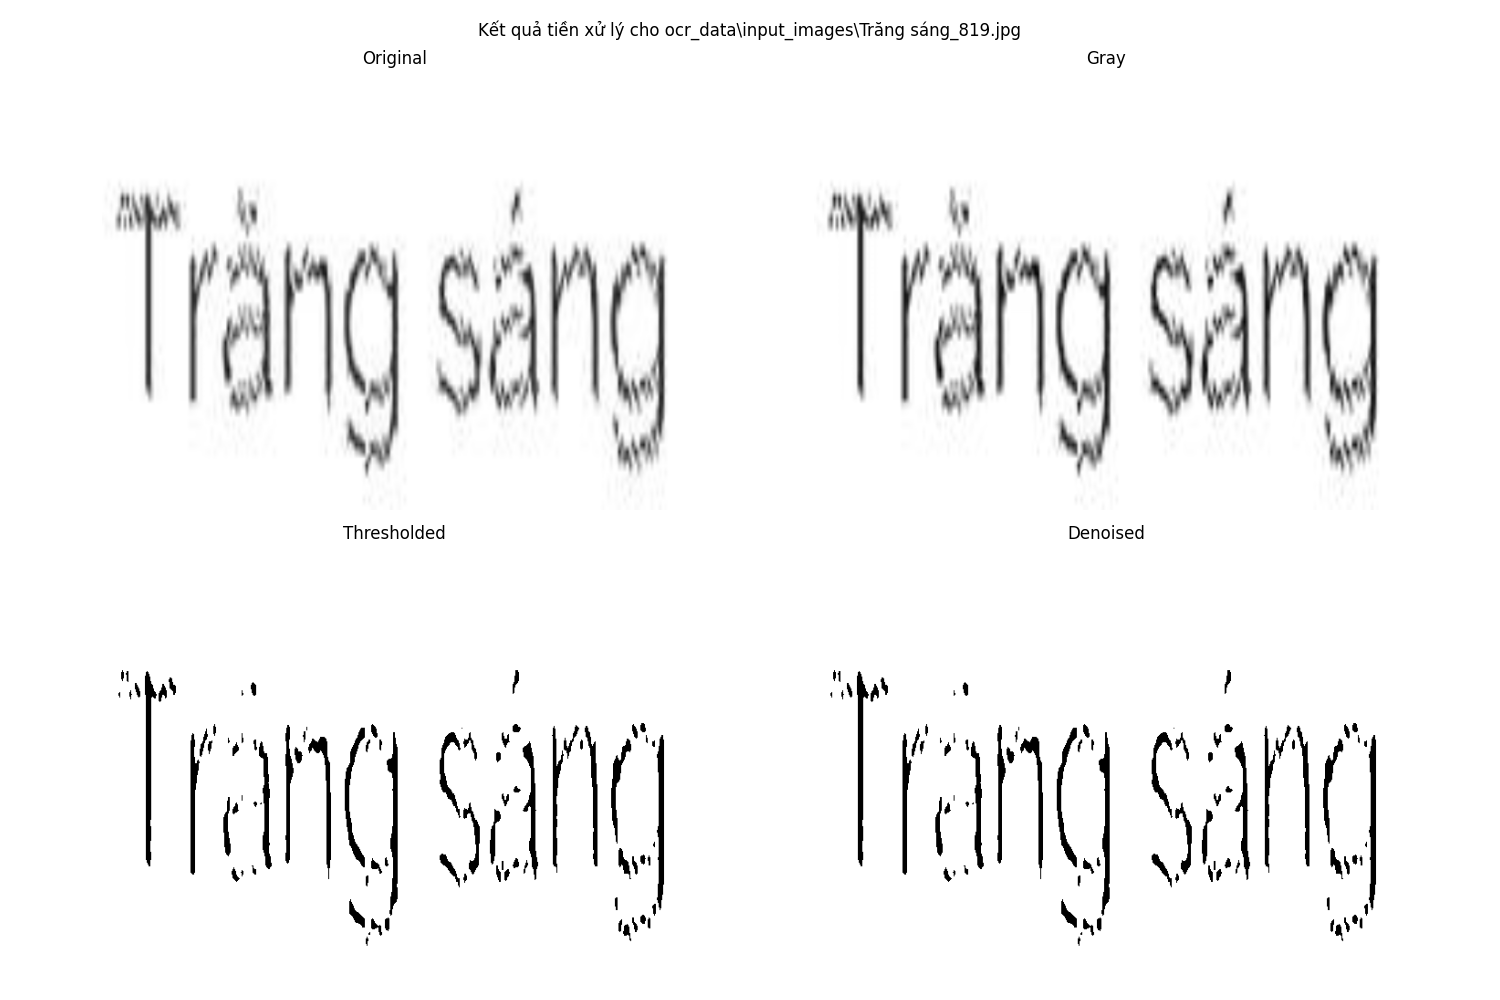 Kết quả tiền xử lý cho ocr_data\input_images\Trăng sáng_819.jpg
Original
Gray
Trăng sáng
Trăng sáng
Thresholded
Denoised
Trăng sáng
Trăng sáng